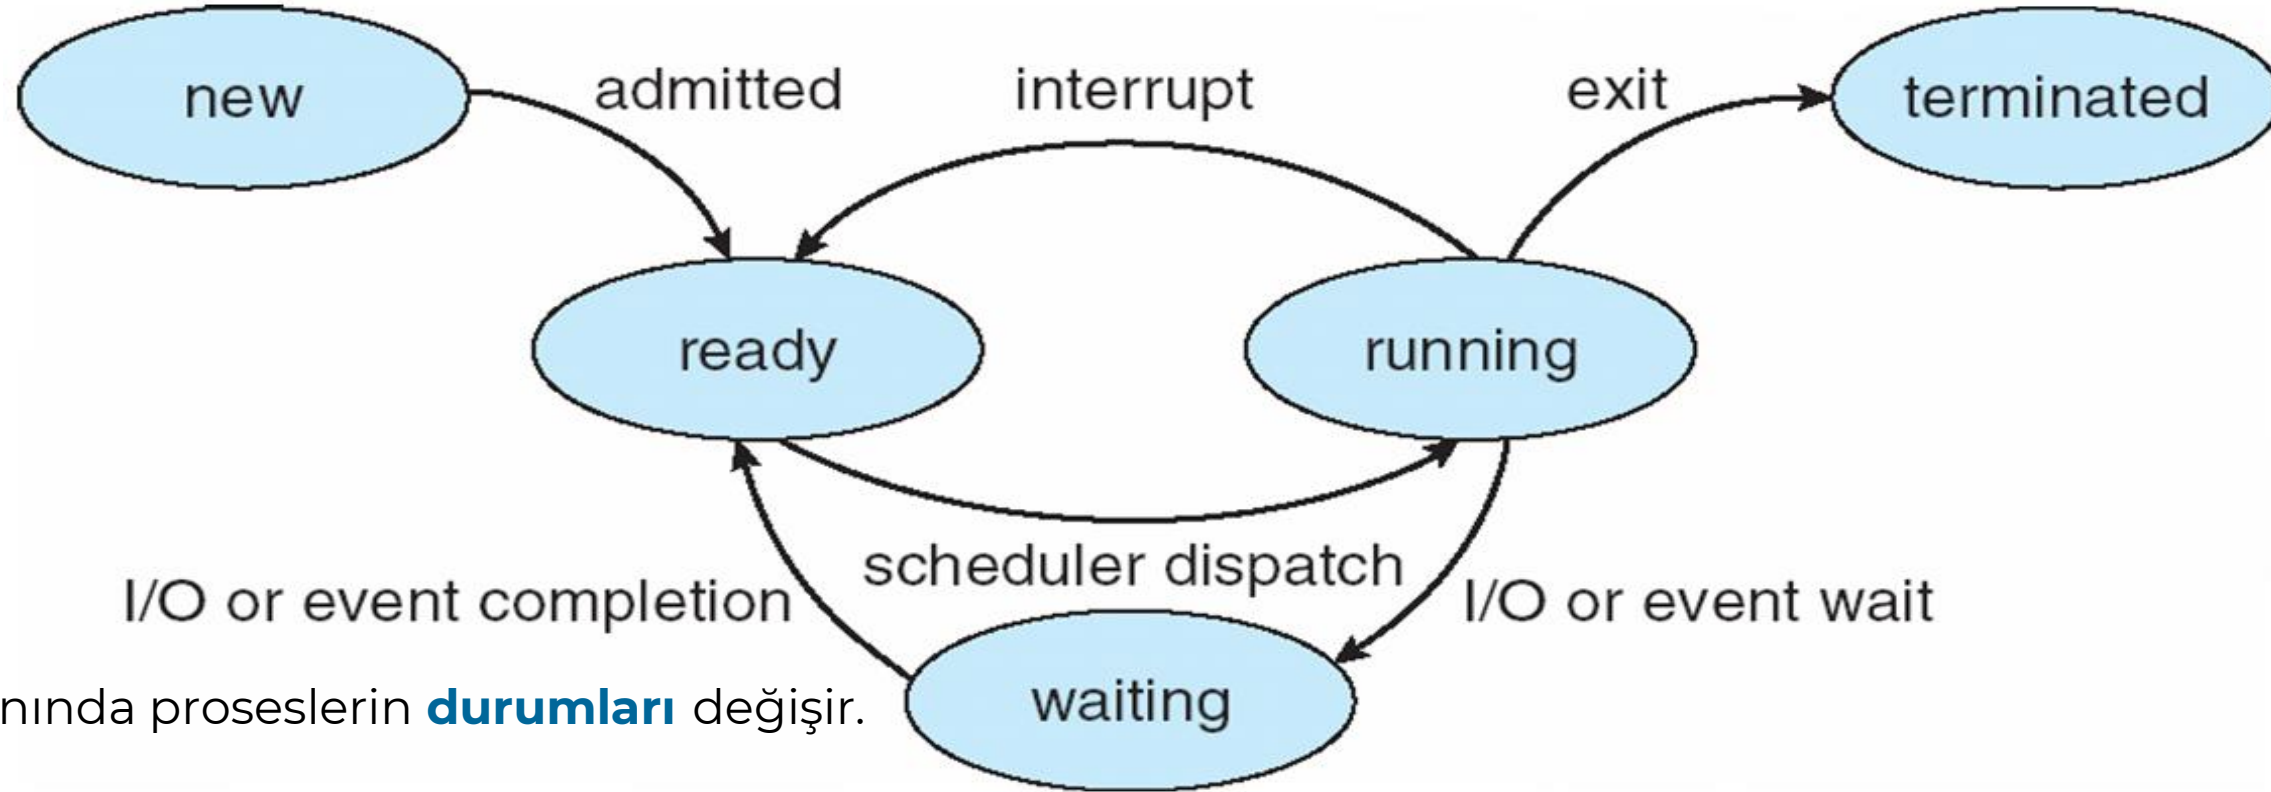 new
admitted
interrupt
exit
terminated
ready
running
scheduler dispatch
I/O or event completion
I/O or event wait
nında proseslerin durumları değişir.
waiting